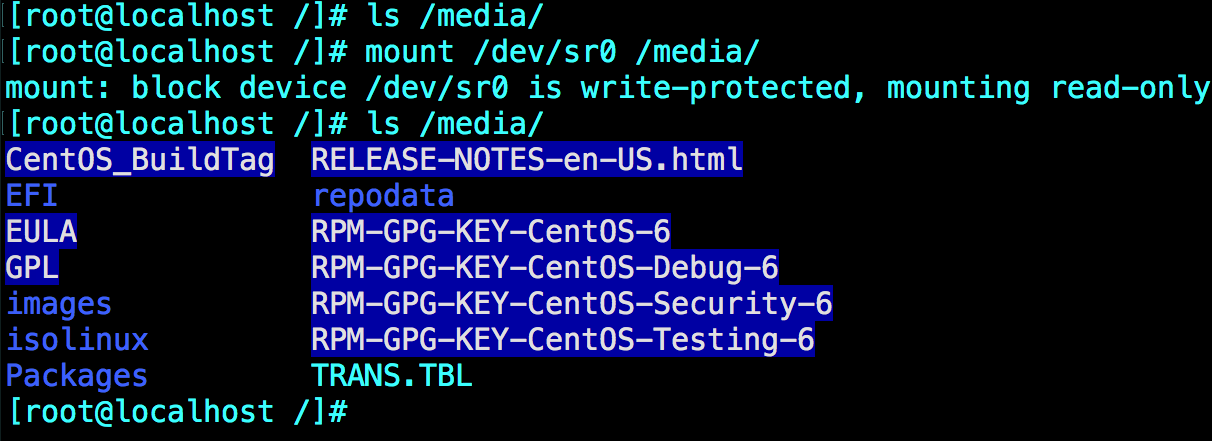 [root@localhost /]# ls /media/
[root@localhost /]# mount /dev/sr0 /media/
mount: block device /dev/sr0 is write-protected, mounting read-only
[root@localhost /]# ls /media/
CentOS_BuildTag  RELEASE-NOTES-en-US.html
EFI              repodata
EULA             RPM-GPG-KEY-CentOS-6
GPL              RPM-GPG-KEY-CentOS-Debug-6
images           RPM-GPG-KEY-CentOS-Security-6
isolinux         RPM-GPG-KEY-CentOS-Testing-6
Packages         TRANS.TBL
[root@localhost /]#